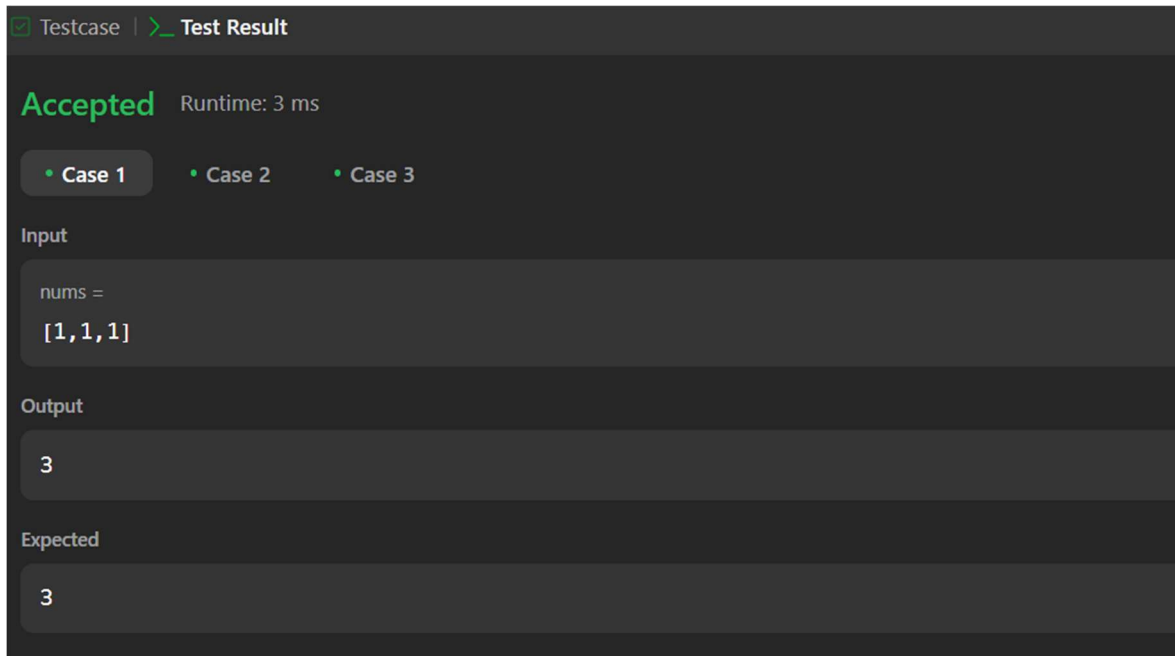 Testcase | >_ Test Result
Accepted Runtime: 3 ms
• Case 1 • Case 2 • Case 3
Input
nums =
[1,1,1]
Output
3
Expected
3